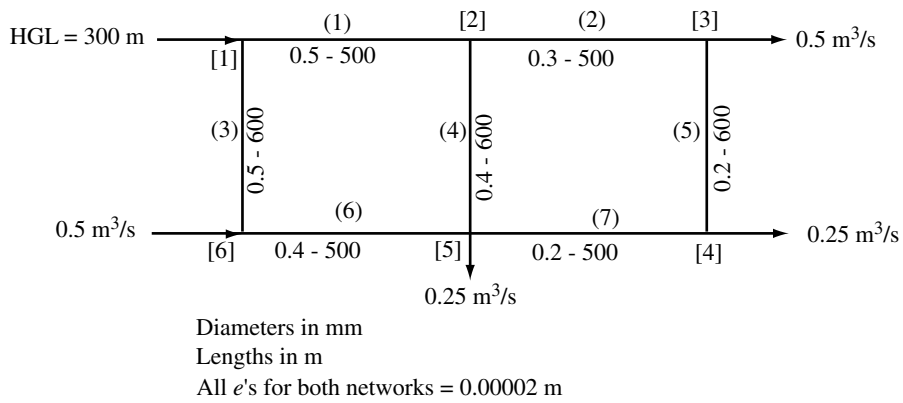 (1) [2] (2) [3]
HGL = 300 m 0.5 m³/s
[1] 0.5 - 500 0.3 - 500
(3) 0.5 - 600 (4) 0.4 - 600 (5) 0.2 - 600
(6) (7)
0.5 m³/s 0.25 m³/s
[6] 0.4 - 500 [5] 0.2 - 500 [4]
0.25 m³/s
Diameters in mm
Lengths in m
All e's for both networks = 0.00002 m